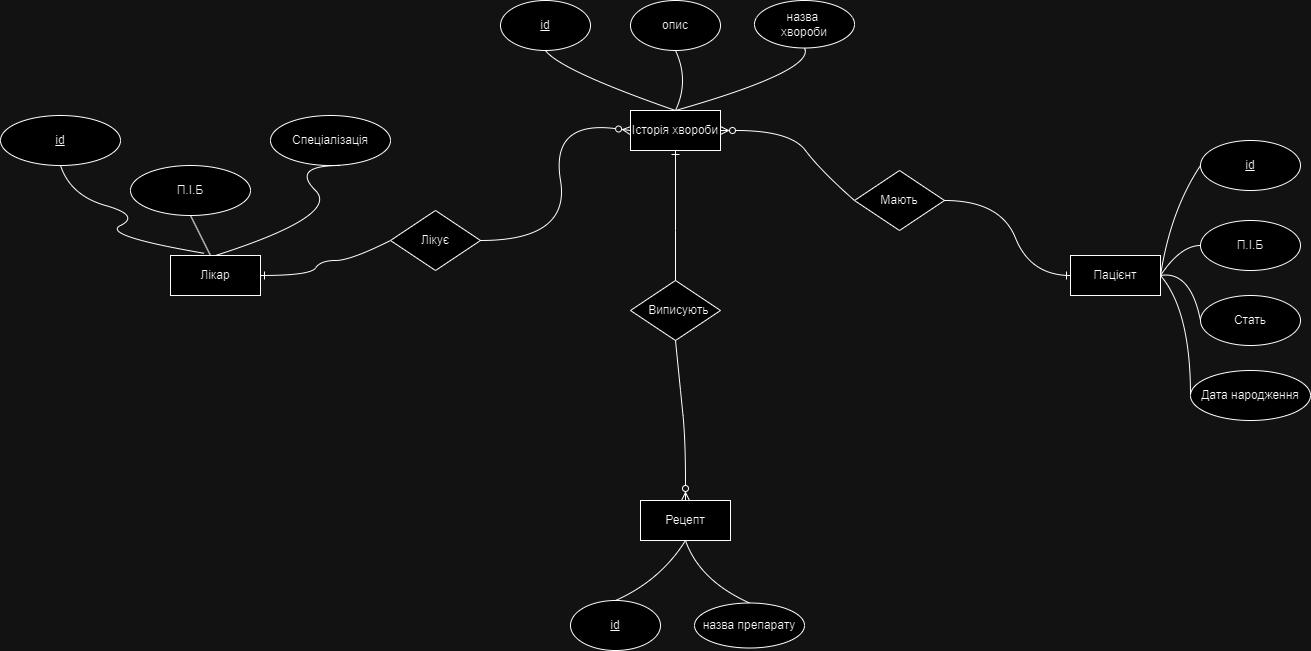 id
опис
назва
хвороби
id
П.І.Б
Спеціалізація
Лікар
Лікує
Історія хвороби
Мають
Пацієнт
id
П.І.Б
Стать
Дата народження
Виписують
Рецепт
id
назва препарату